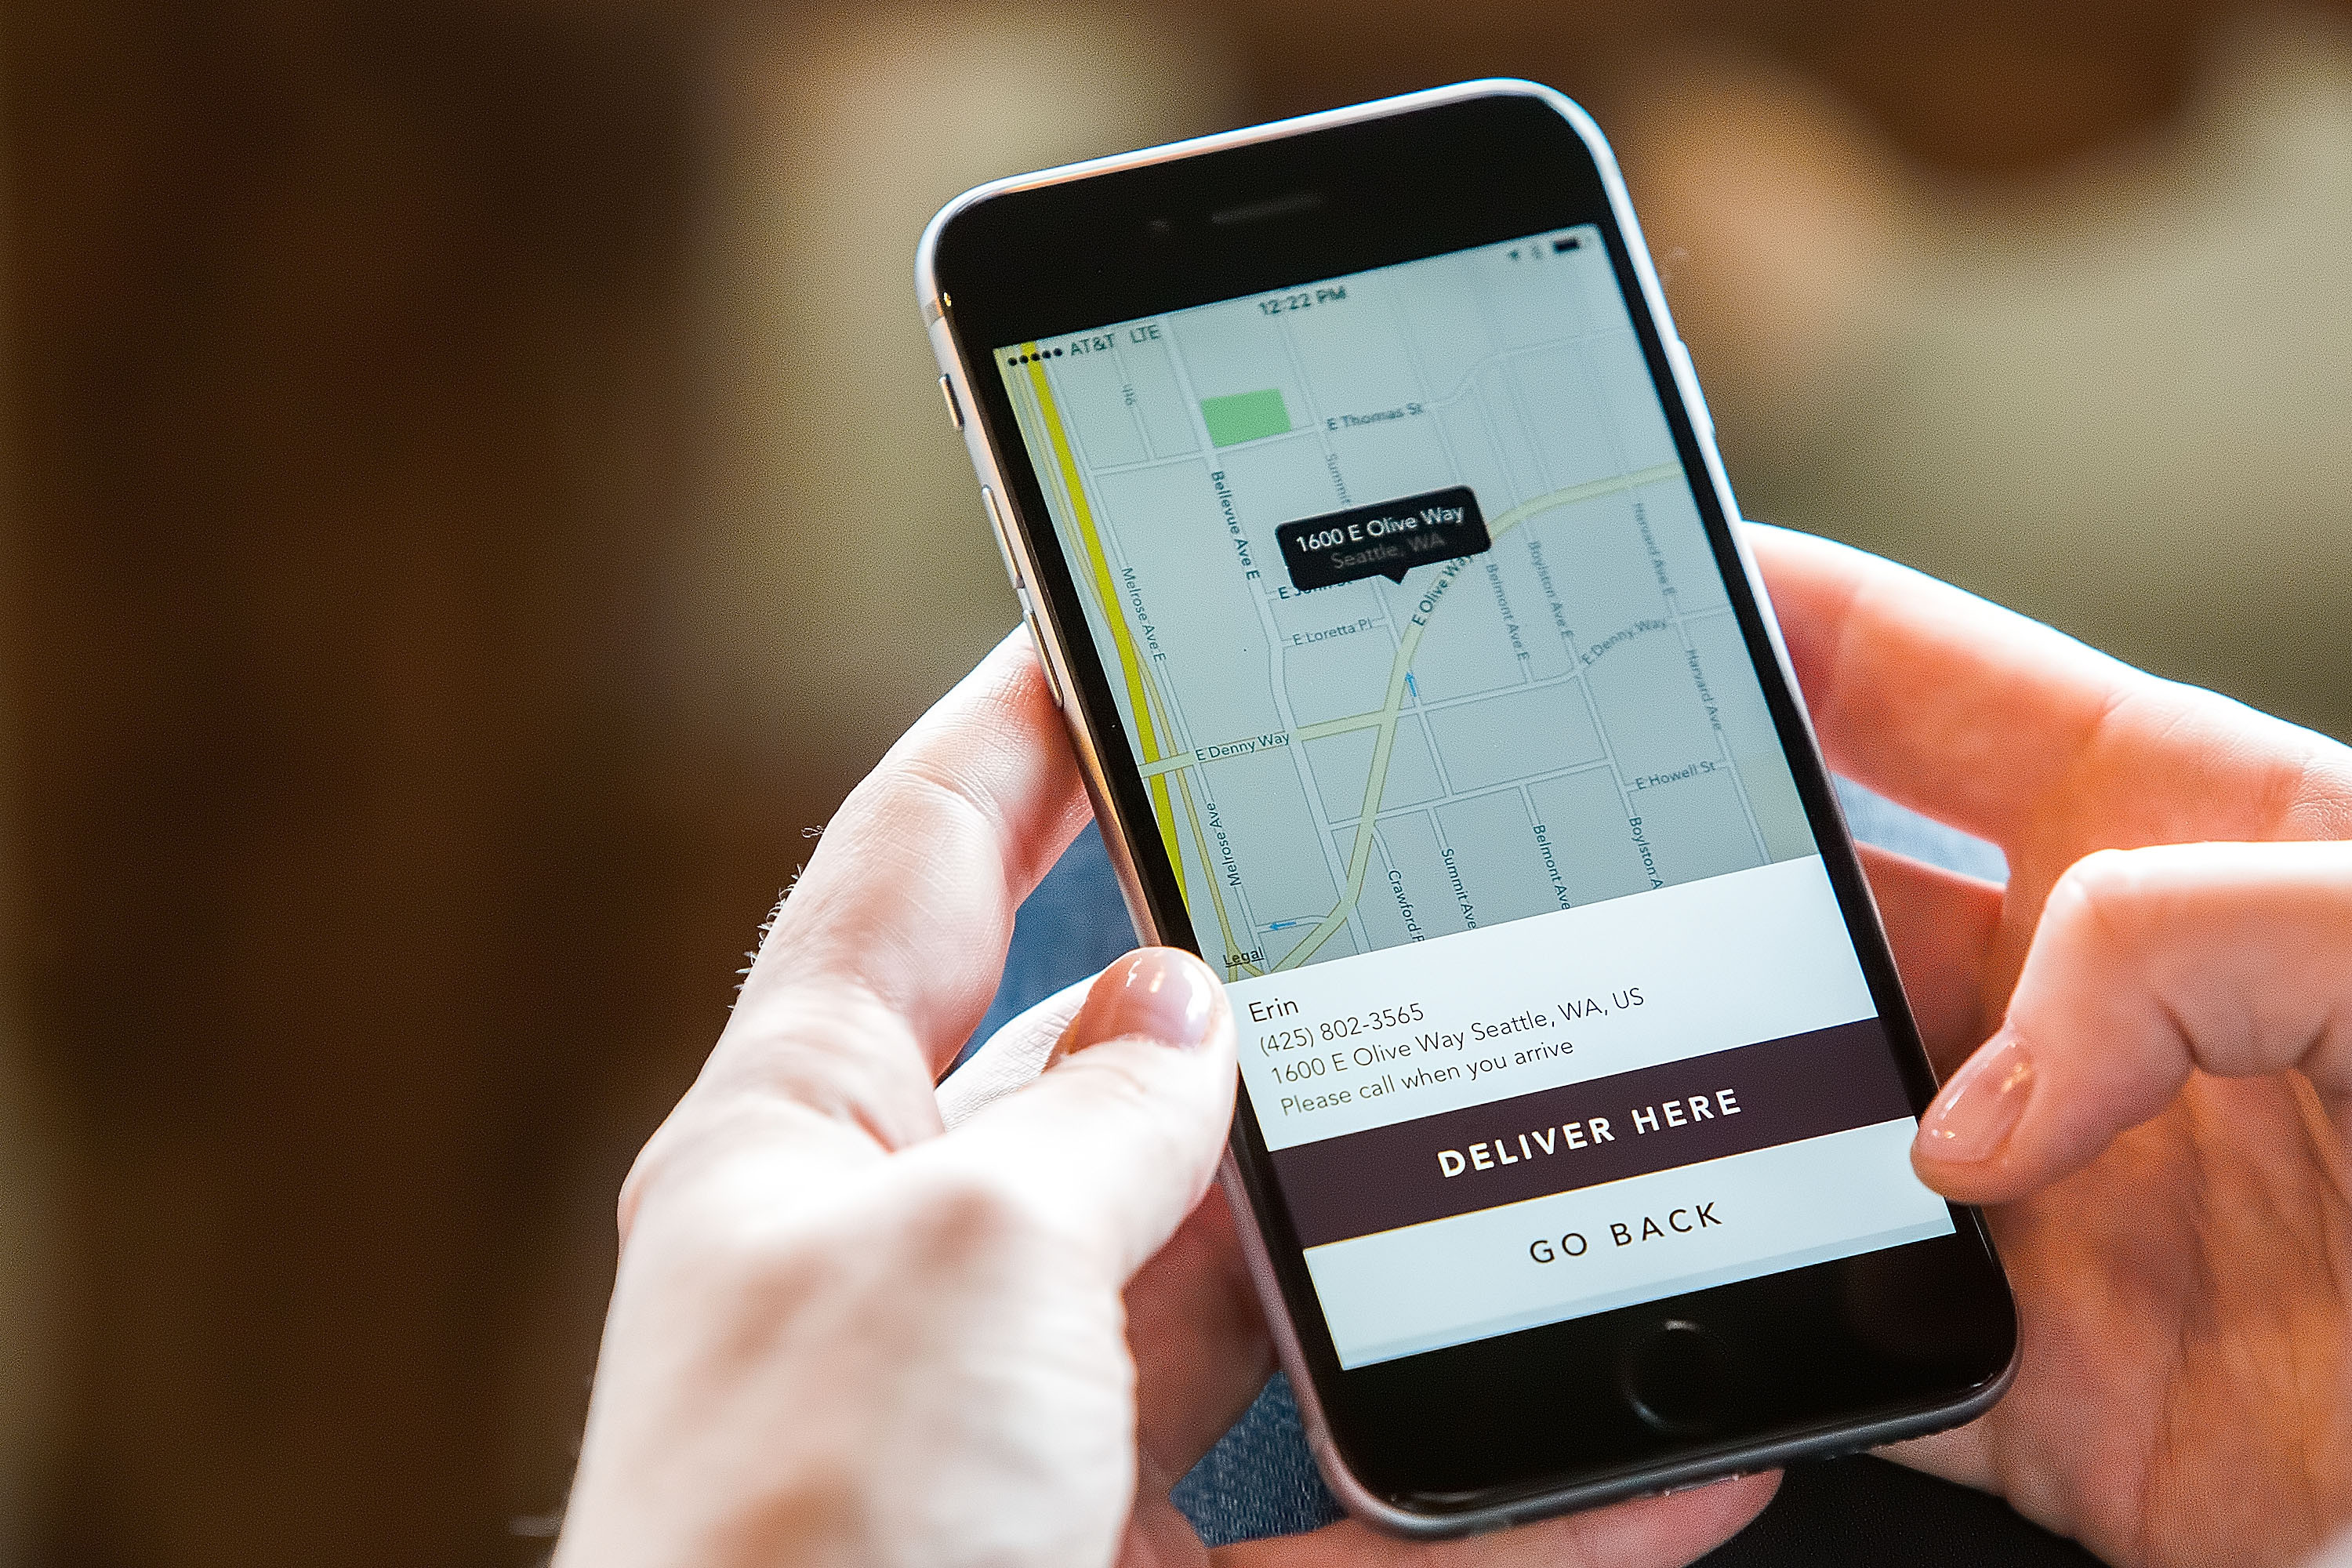 AT&T LTE
12:22 PM
E Thomas St
Summit
Bellevue Ave E
1600 E Olive Way
Seattle, WA
E Olive Way
Melrose Ave E
E Loretta Pl
Belmont Ave E
Boylston Ave E
Harvard Ave E
E Denny Way
Harvard Ave
E Denny Way
E Howell St
Melrose Ave
Crawford P
Summit Ave
Belmont Ave
Boylston A
Legal
Erin
(425) 802-3565
1600 E Olive Way Seattle, WA, US
Please call when you arrive
DELIVER HERE
GO BACK